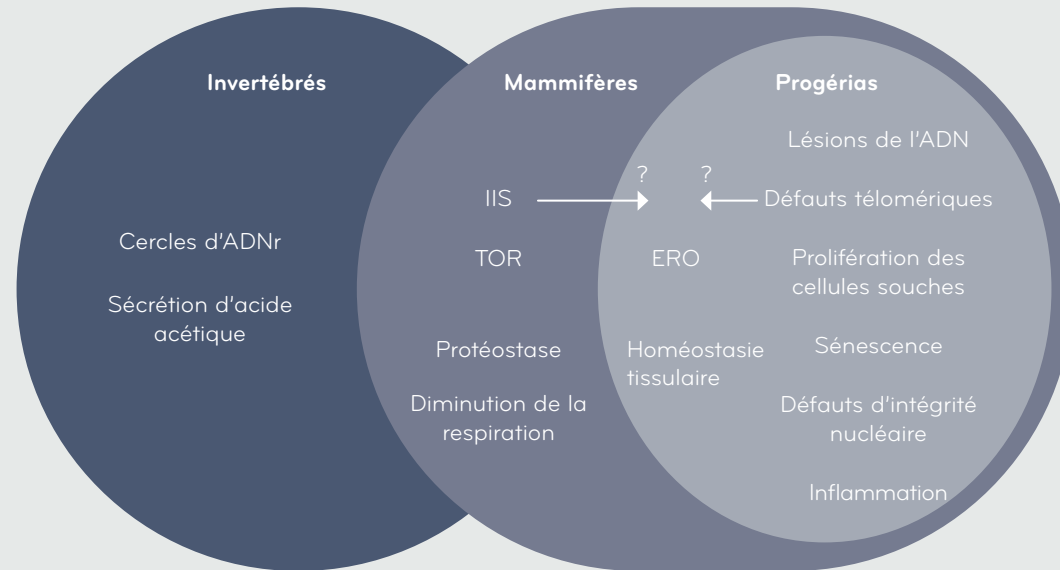 Invertébrés
Cercles d'ADNr
Sécrétion d'acide
acétique
Mammifères
IIS
TOR
Protéostase
Diminution de la
respiration
Progérias
?
?
ERO
Homéostasie
tissulaire
Lésions de l'ADN
Défauts télomériques
Prolifération des
cellules souches
Sénescence
Défauts d'intégrité
nucléaire
Inflammation